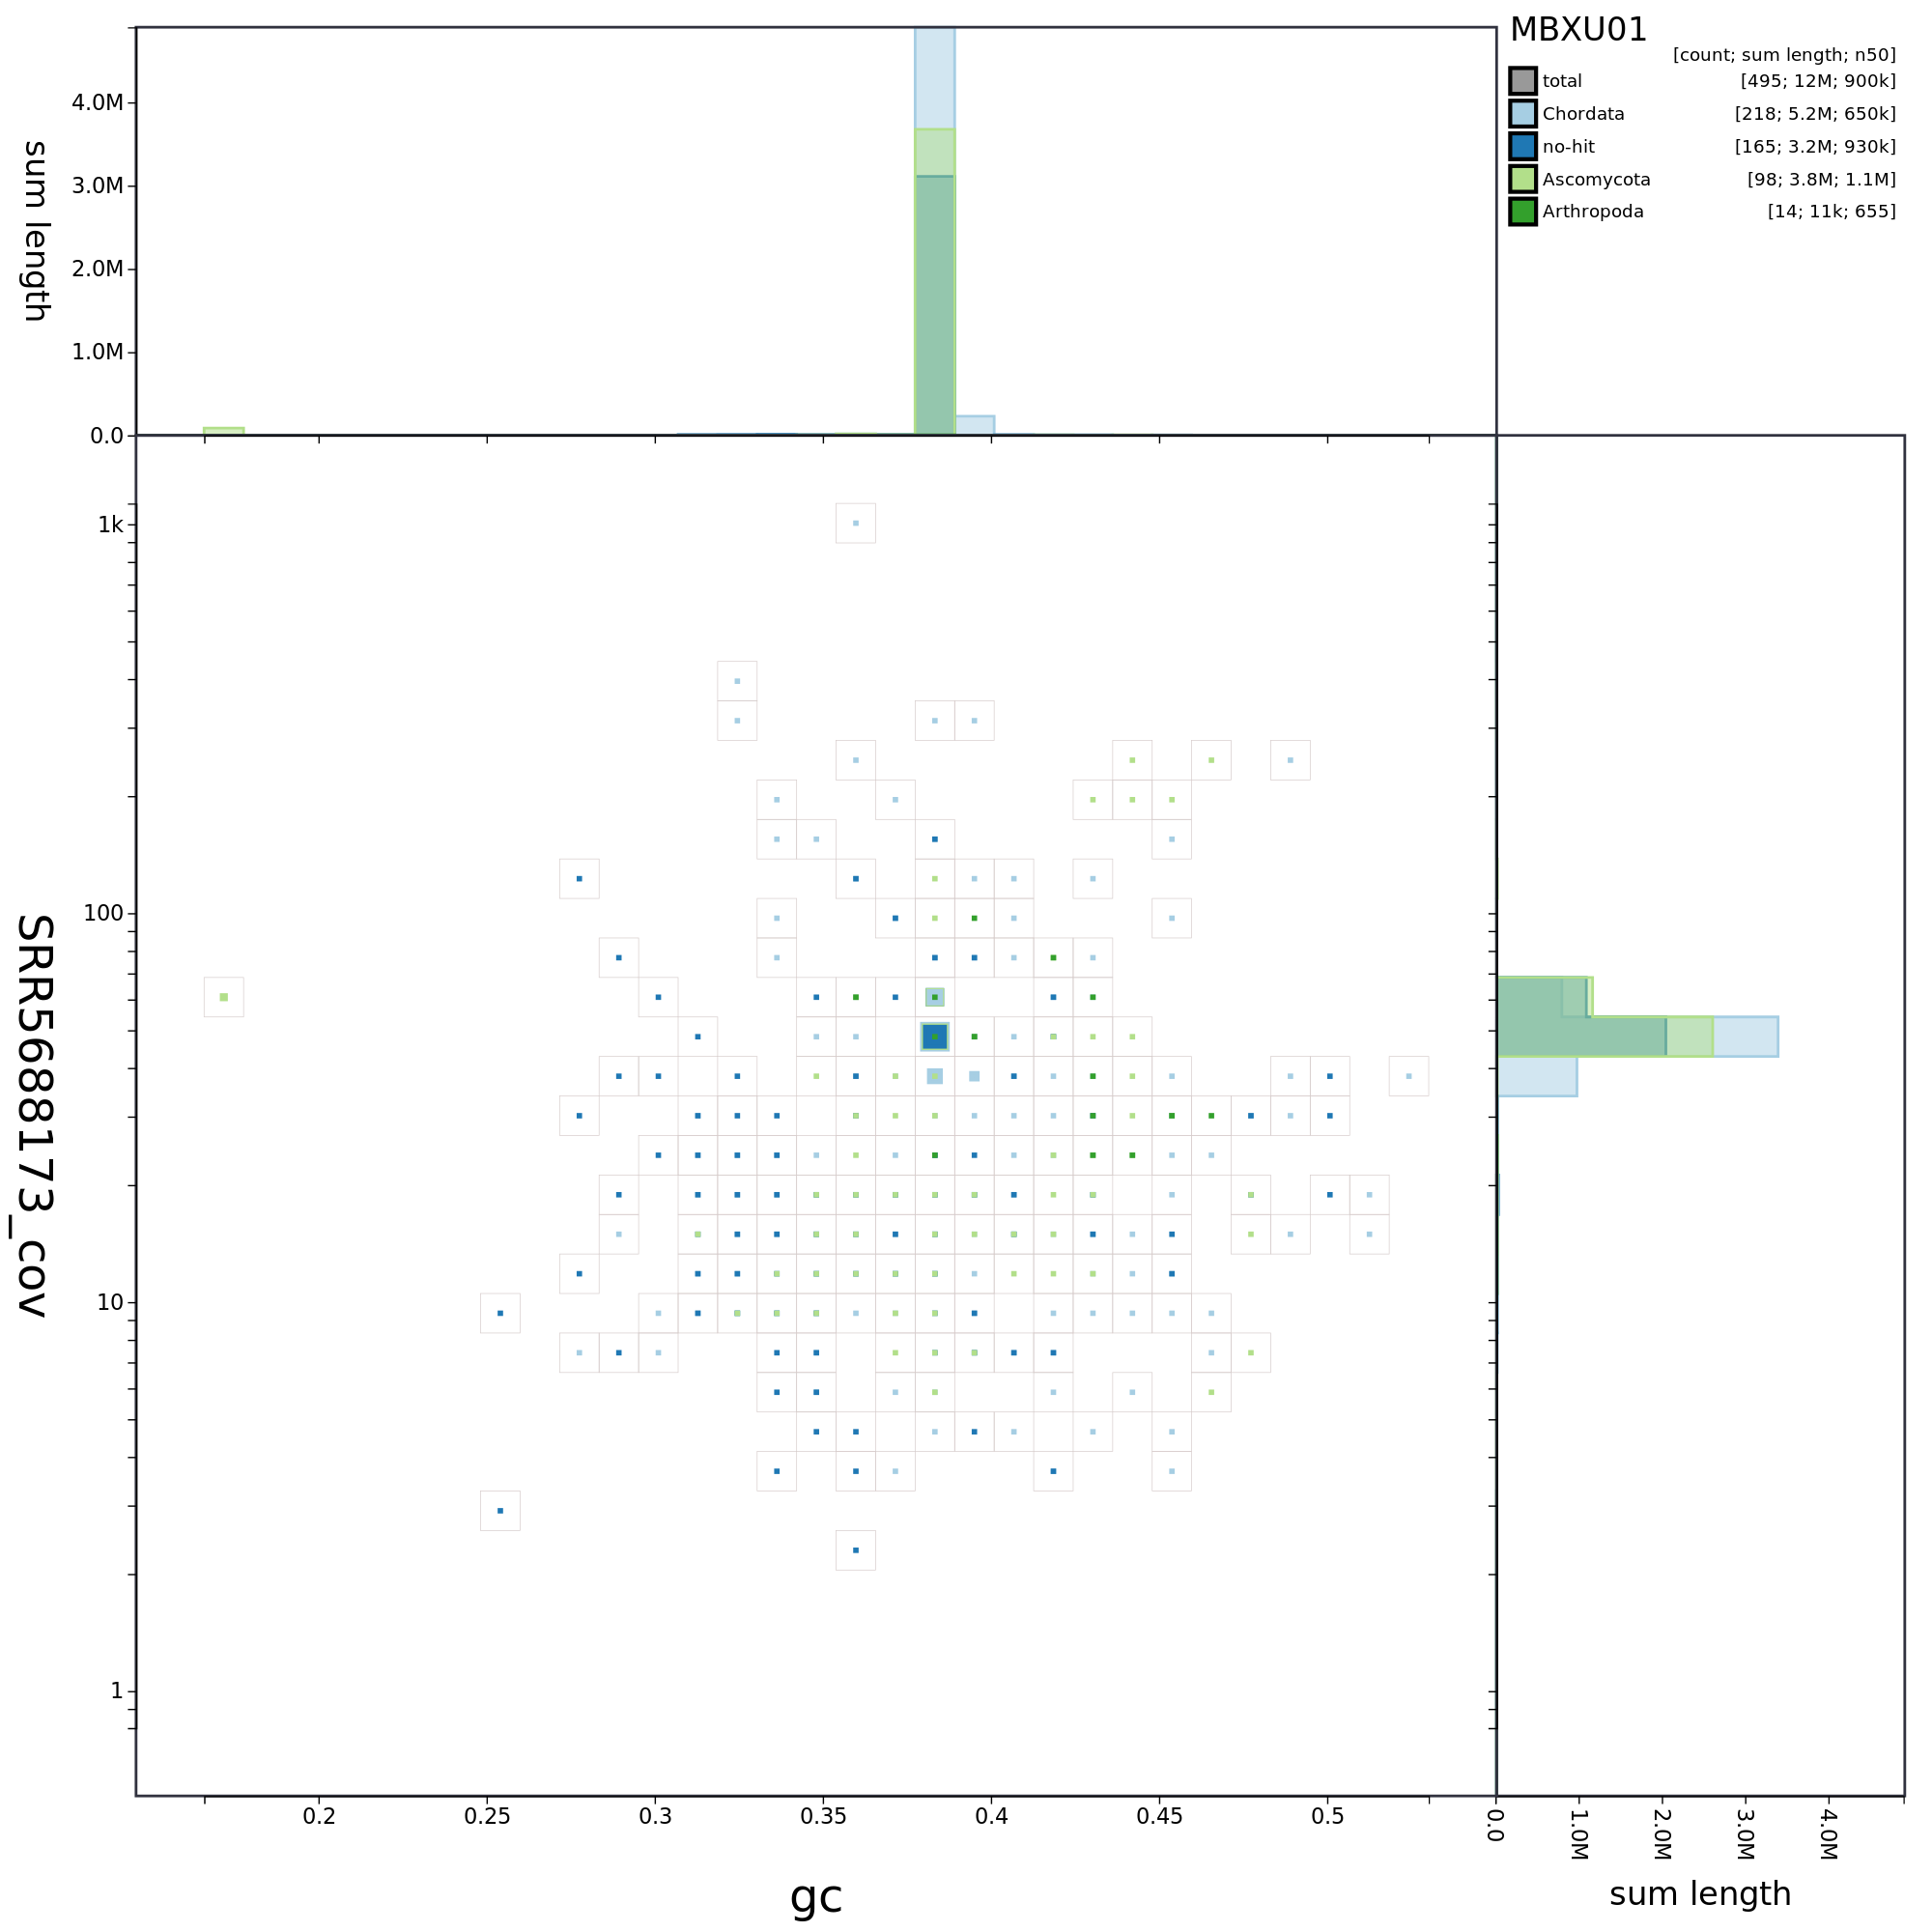 MBXU01
[count; sum length; n50]
total [495; 12M; 900k]
Chordata [218; 5.2M; 650k]
no-hit [165; 3.2M; 930k]
Ascomycota [98; 3.8M; 1.1M]
Arthropoda [14; 11k; 655]
sum length
4.0M
3.0M
2.0M
1.0M
0.0
SRR5688173_cov
1k
100
10
1
0.2 0.25 0.3 0.35 0.4 0.45 0.5
gc
0.0 1.0M 2.0M 3.0M 4.0M
sum length